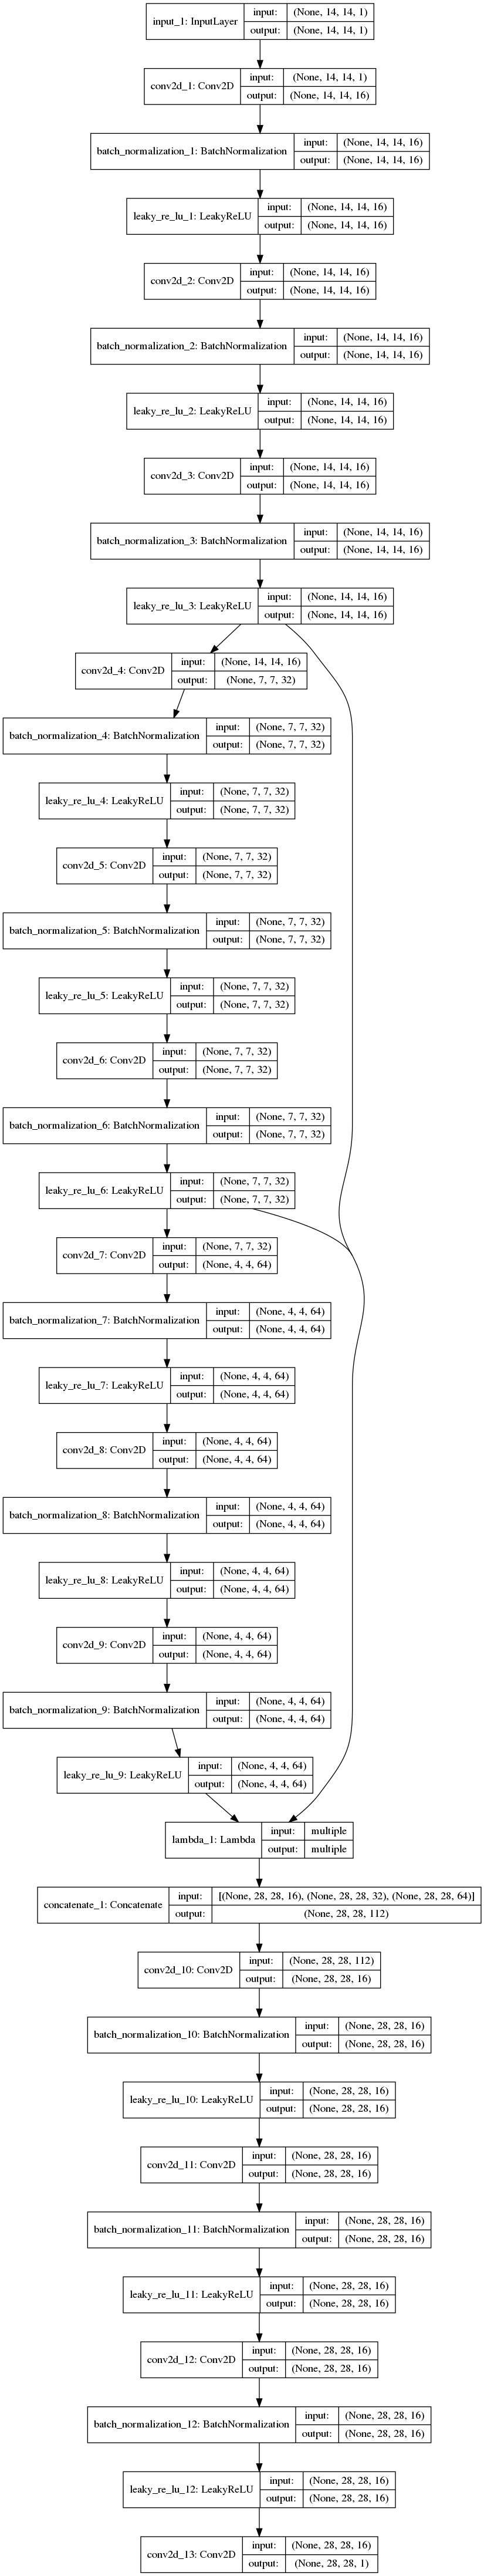 input_1: InputLayer
input: (None, 14, 14, 1)
output: (None, 14, 14, 1)
conv2d_1: Conv2D
input: (None, 14, 14, 1)
output: (None, 14, 14, 16)
batch_normalization_1: BatchNormalization
input: (None, 14, 14, 16)
output: (None, 14, 14, 16)
leaky_re_lu_1: LeakyReLU
input: (None, 14, 14, 16)
output: (None, 14, 14, 16)
conv2d_2: Conv2D
input: (None, 14, 14, 16)
output: (None, 14, 14, 16)
batch_normalization_2: BatchNormalization
input: (None, 14, 14, 16)
output: (None, 14, 14, 16)
leaky_re_lu_2: LeakyReLU
input: (None, 14, 14, 16)
output: (None, 14, 14, 16)
conv2d_3: Conv2D
input: (None, 14, 14, 16)
output: (None, 14, 14, 16)
batch_normalization_3: BatchNormalization
input: (None, 14, 14, 16)
output: (None, 14, 14, 16)
leaky_re_lu_3: LeakyReLU
input: (None, 14, 14, 16)
output: (None, 14, 14, 16)
conv2d_4: Conv2D
input: (None, 14, 14, 16)
output: (None, 7, 7, 32)
batch_normalization_4: BatchNormalization
input: (None, 7, 7, 32)
output: (None, 7, 7, 32)
leaky_re_lu_4: LeakyReLU
input: (None, 7, 7, 32)
output: (None, 7, 7, 32)
conv2d_5: Conv2D
input: (None, 7, 7, 32)
output: (None, 7, 7, 32)
batch_normalization_5: BatchNormalization
input: (None, 7, 7, 32)
output: (None, 7, 7, 32)
leaky_re_lu_5: LeakyReLU
input: (None, 7, 7, 32)
output: (None, 7, 7, 32)
conv2d_6: Conv2D
input: (None, 7, 7, 32)
output: (None, 7, 7, 32)
batch_normalization_6: BatchNormalization
input: (None, 7, 7, 32)
output: (None, 7, 7, 32)
leaky_re_lu_6: LeakyReLU
input: (None, 7, 7, 32)
output: (None, 7, 7, 32)
conv2d_7: Conv2D
input: (None, 7, 7, 32)
output: (None, 4, 4, 64)
batch_normalization_7: BatchNormalization
input: (None, 4, 4, 64)
output: (None, 4, 4, 64)
leaky_re_lu_7: LeakyReLU
input: (None, 4, 4, 64)
output: (None, 4, 4, 64)
conv2d_8: Conv2D
input: (None, 4, 4, 64)
output: (None, 4, 4, 64)
batch_normalization_8: BatchNormalization
input: (None, 4, 4, 64)
output: (None, 4, 4, 64)
leaky_re_lu_8: LeakyReLU
input: (None, 4, 4, 64)
output: (None, 4, 4, 64)
conv2d_9: Conv2D
input: (None, 4, 4, 64)
output: (None, 4, 4, 64)
batch_normalization_9: BatchNormalization
input: (None, 4, 4, 64)
output: (None, 4, 4, 64)
leaky_re_lu_9: LeakyReLU
input: (None, 4, 4, 64)
output: (None, 4, 4, 64)
lambda_1: Lambda
input: multiple
output: multiple
concatenate_1: Concatenate
input: [(None, 28, 28, 16), (None, 28, 28, 32), (None, 28, 28, 64)]
output: (None, 28, 28, 112)
conv2d_10: Conv2D
input: (None, 28, 28, 112)
output: (None, 28, 28, 16)
batch_normalization_10: BatchNormalization
input: (None, 28, 28, 16)
output: (None, 28, 28, 16)
leaky_re_lu_10: LeakyReLU
input: (None, 28, 28, 16)
output: (None, 28, 28, 16)
conv2d_11: Conv2D
input: (None, 28, 28, 16)
output: (None, 28, 28, 16)
batch_normalization_11: BatchNormalization
input: (None, 28, 28, 16)
output: (None, 28, 28, 16)
leaky_re_lu_11: LeakyReLU
input: (None, 28, 28, 16)
output: (None, 28, 28, 16)
conv2d_12: Conv2D
input: (None, 28, 28, 16)
output: (None, 28, 28, 16)
batch_normalization_12: BatchNormalization
input: (None, 28, 28, 16)
output: (None, 28, 28, 16)
leaky_re_lu_12: LeakyReLU
input: (None, 28, 28, 16)
output: (None, 28, 28, 16)
conv2d_13: Conv2D
input: (None, 28, 28, 16)
output: (None, 28, 28, 1)